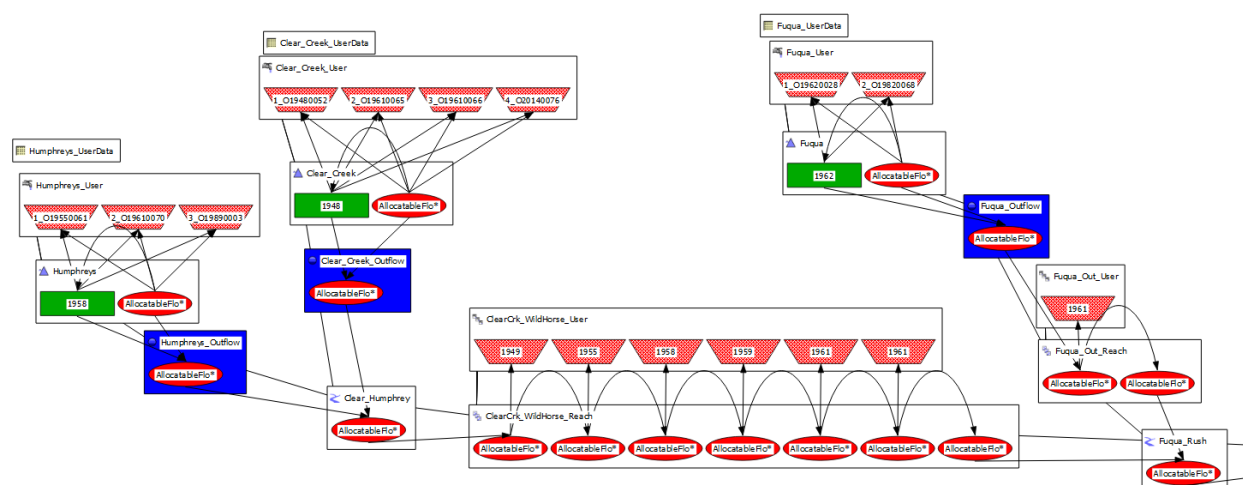 Fuqua_UserData
Clear_Creek_UserData
Fuqua_User
Clear_Creek_User
1_O19620028 2_O19820068
1_O19480052 2_O19610065 3_O19610066 4_O20140076
Fuqua
Humphreys_UserData
1962 AllocatableFlo*
Clear_Creek
Humphreys_User
1948 AllocatableFlo*
Fuqua_Outflow
1_O19550061 2_O19610070 3_O19890003
AllocatableFlo*
Clear_Creek_Outflow
Humphreys
Fuqua_Out_User
AllocatableFlo*
1958 AllocatableFlo*
1961
ClearCrk_WildHorse_User
Humphreys_Outflow
1949 1955 1958 1959 1961 1961
Fuqua_Out_Reach
AllocatableFlo*
AllocatableFlo* AllocatableFlo*
Clear_Humphrey
ClearCrk_WildHorse_Reach
AllocatableFlo*
Fuqua_Rush
AllocatableFlo* AllocatableFlo* AllocatableFlo* AllocatableFlo* AllocatableFlo* AllocatableFlo* AllocatableFlo*
AllocatableFlo*